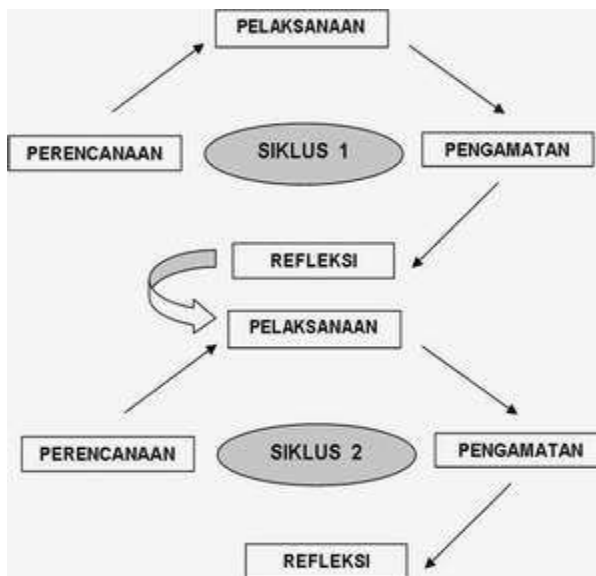 PELAKSANAAN
PERENCANAAN
SIKLUS 1
PENGAMATAN
REFLEKSI
PELAKSANAAN
PERENCANAAN
SIKLUS 2
PENGAMATAN
REFLEKSI